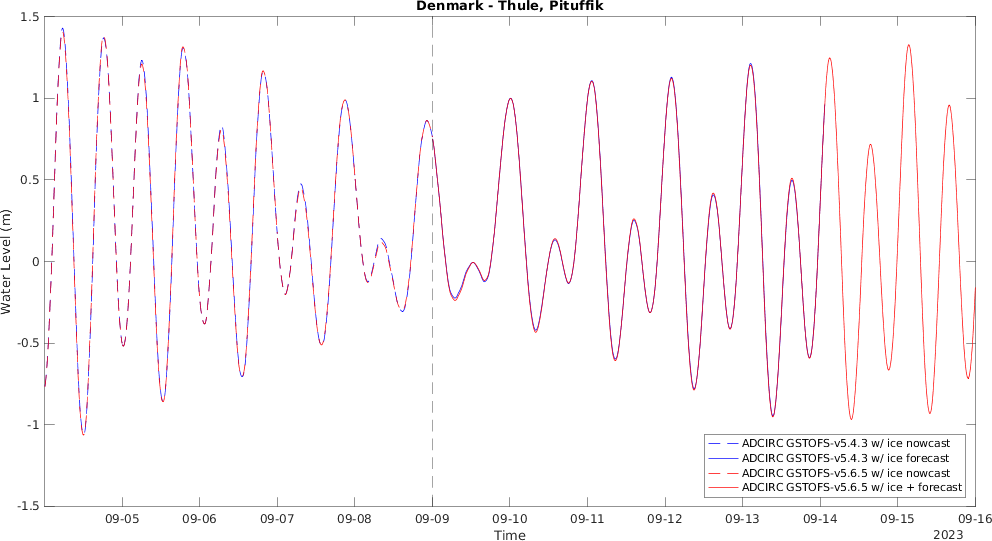 Denmark - Thule, Pituffik
1.5
1
0.5
0
-0.5
-1
-1.5
Water Level (m)
09-05 09-06 09-07 09-08 09-09 09-10 09-11 09-12 09-13 09-14 09-15 09-16
Time
2023
ADCIRC GSTOFS-v5.4.3 w/ ice nowcast
ADCIRC GSTOFS-v5.4.3 w/ ice forecast
ADCIRC GSTOFS-v5.6.5 w/ ice nowcast
ADCIRC GSTOFS-v5.6.5 w/ ice + forecast